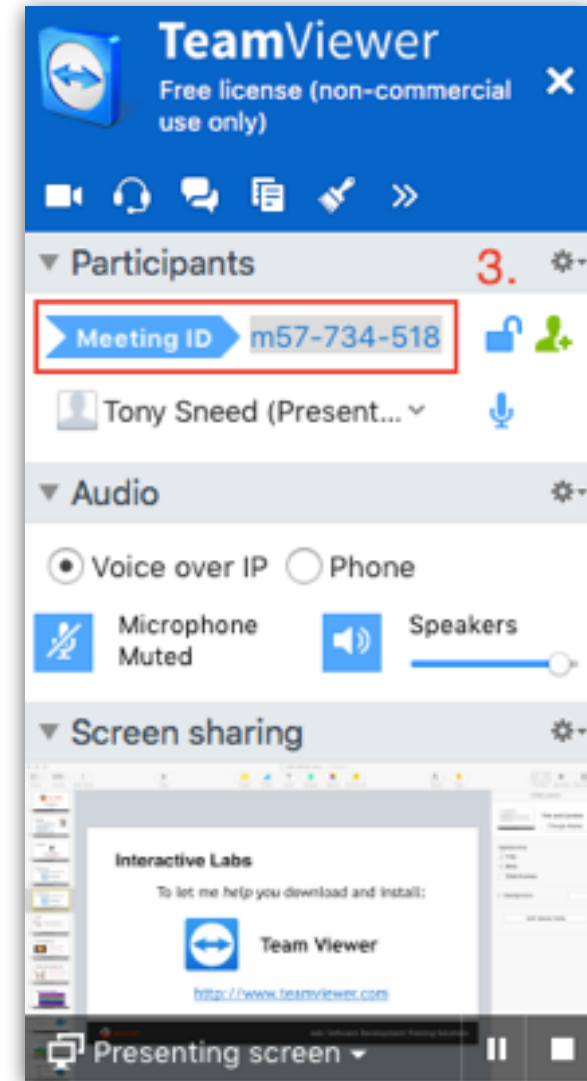 TeamViewer
Free license (non-commercial
use only)
Participants
3.
Meeting ID m57-734-518
Tony Sneed (Present...
Audio
Voice over IP Phone
Microphone
Muted
Speakers
Screen sharing
Interactive Labs
To let me help you download and install:
Team Viewer
http://www.teamviewer.com
Presenting screen